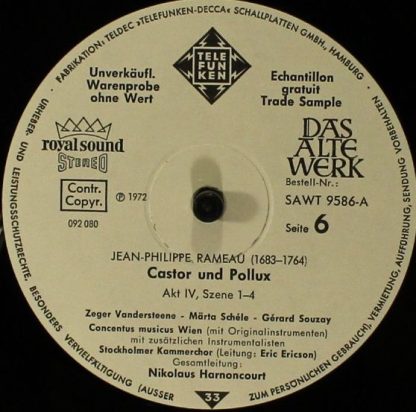 FABRIKATION: TELDEC »TELEFUNKEN-DECCA« SCHALLPLATTEN GMBH., HAMBURG
URHEBER- UND LEISTUNGSSCHUTZRECHTE. BESONDERS VERVIELFÄLTIGUNG (AUSSER ZUM PERSÖNLICHEN GEBRAUCH), VERMIETUNG, AUFFÜHRUNG, SENDUNG VORBEHALTEN
TELE
FUN
KEN
Unverkäufl.
Warenprobe
ohne Wert
Echantillon
gratuit
Trade Sample
royal sound
STEREO
DAS
ALTE
WERK
Contr.
Copyr.
Ⓟ 1972
092 080
Bestell-Nr.:
SAWT 9586-A
Seite 6
JEAN-PHILIPPE RAMEAU (1683–1764)
Castor und Pollux
Akt IV, Szene 1–4
Zeger Vandersteene - Märta Schéle - Gérard Souzay
Concentus musicus Wien (mit Originalinstrumenten)
mit zusätzlichen Instrumentalisten
Stockholmer Kammerchor (Leitung: Eric Ericson)
Gesamtleitung:
Nikolaus Harnoncourt
33